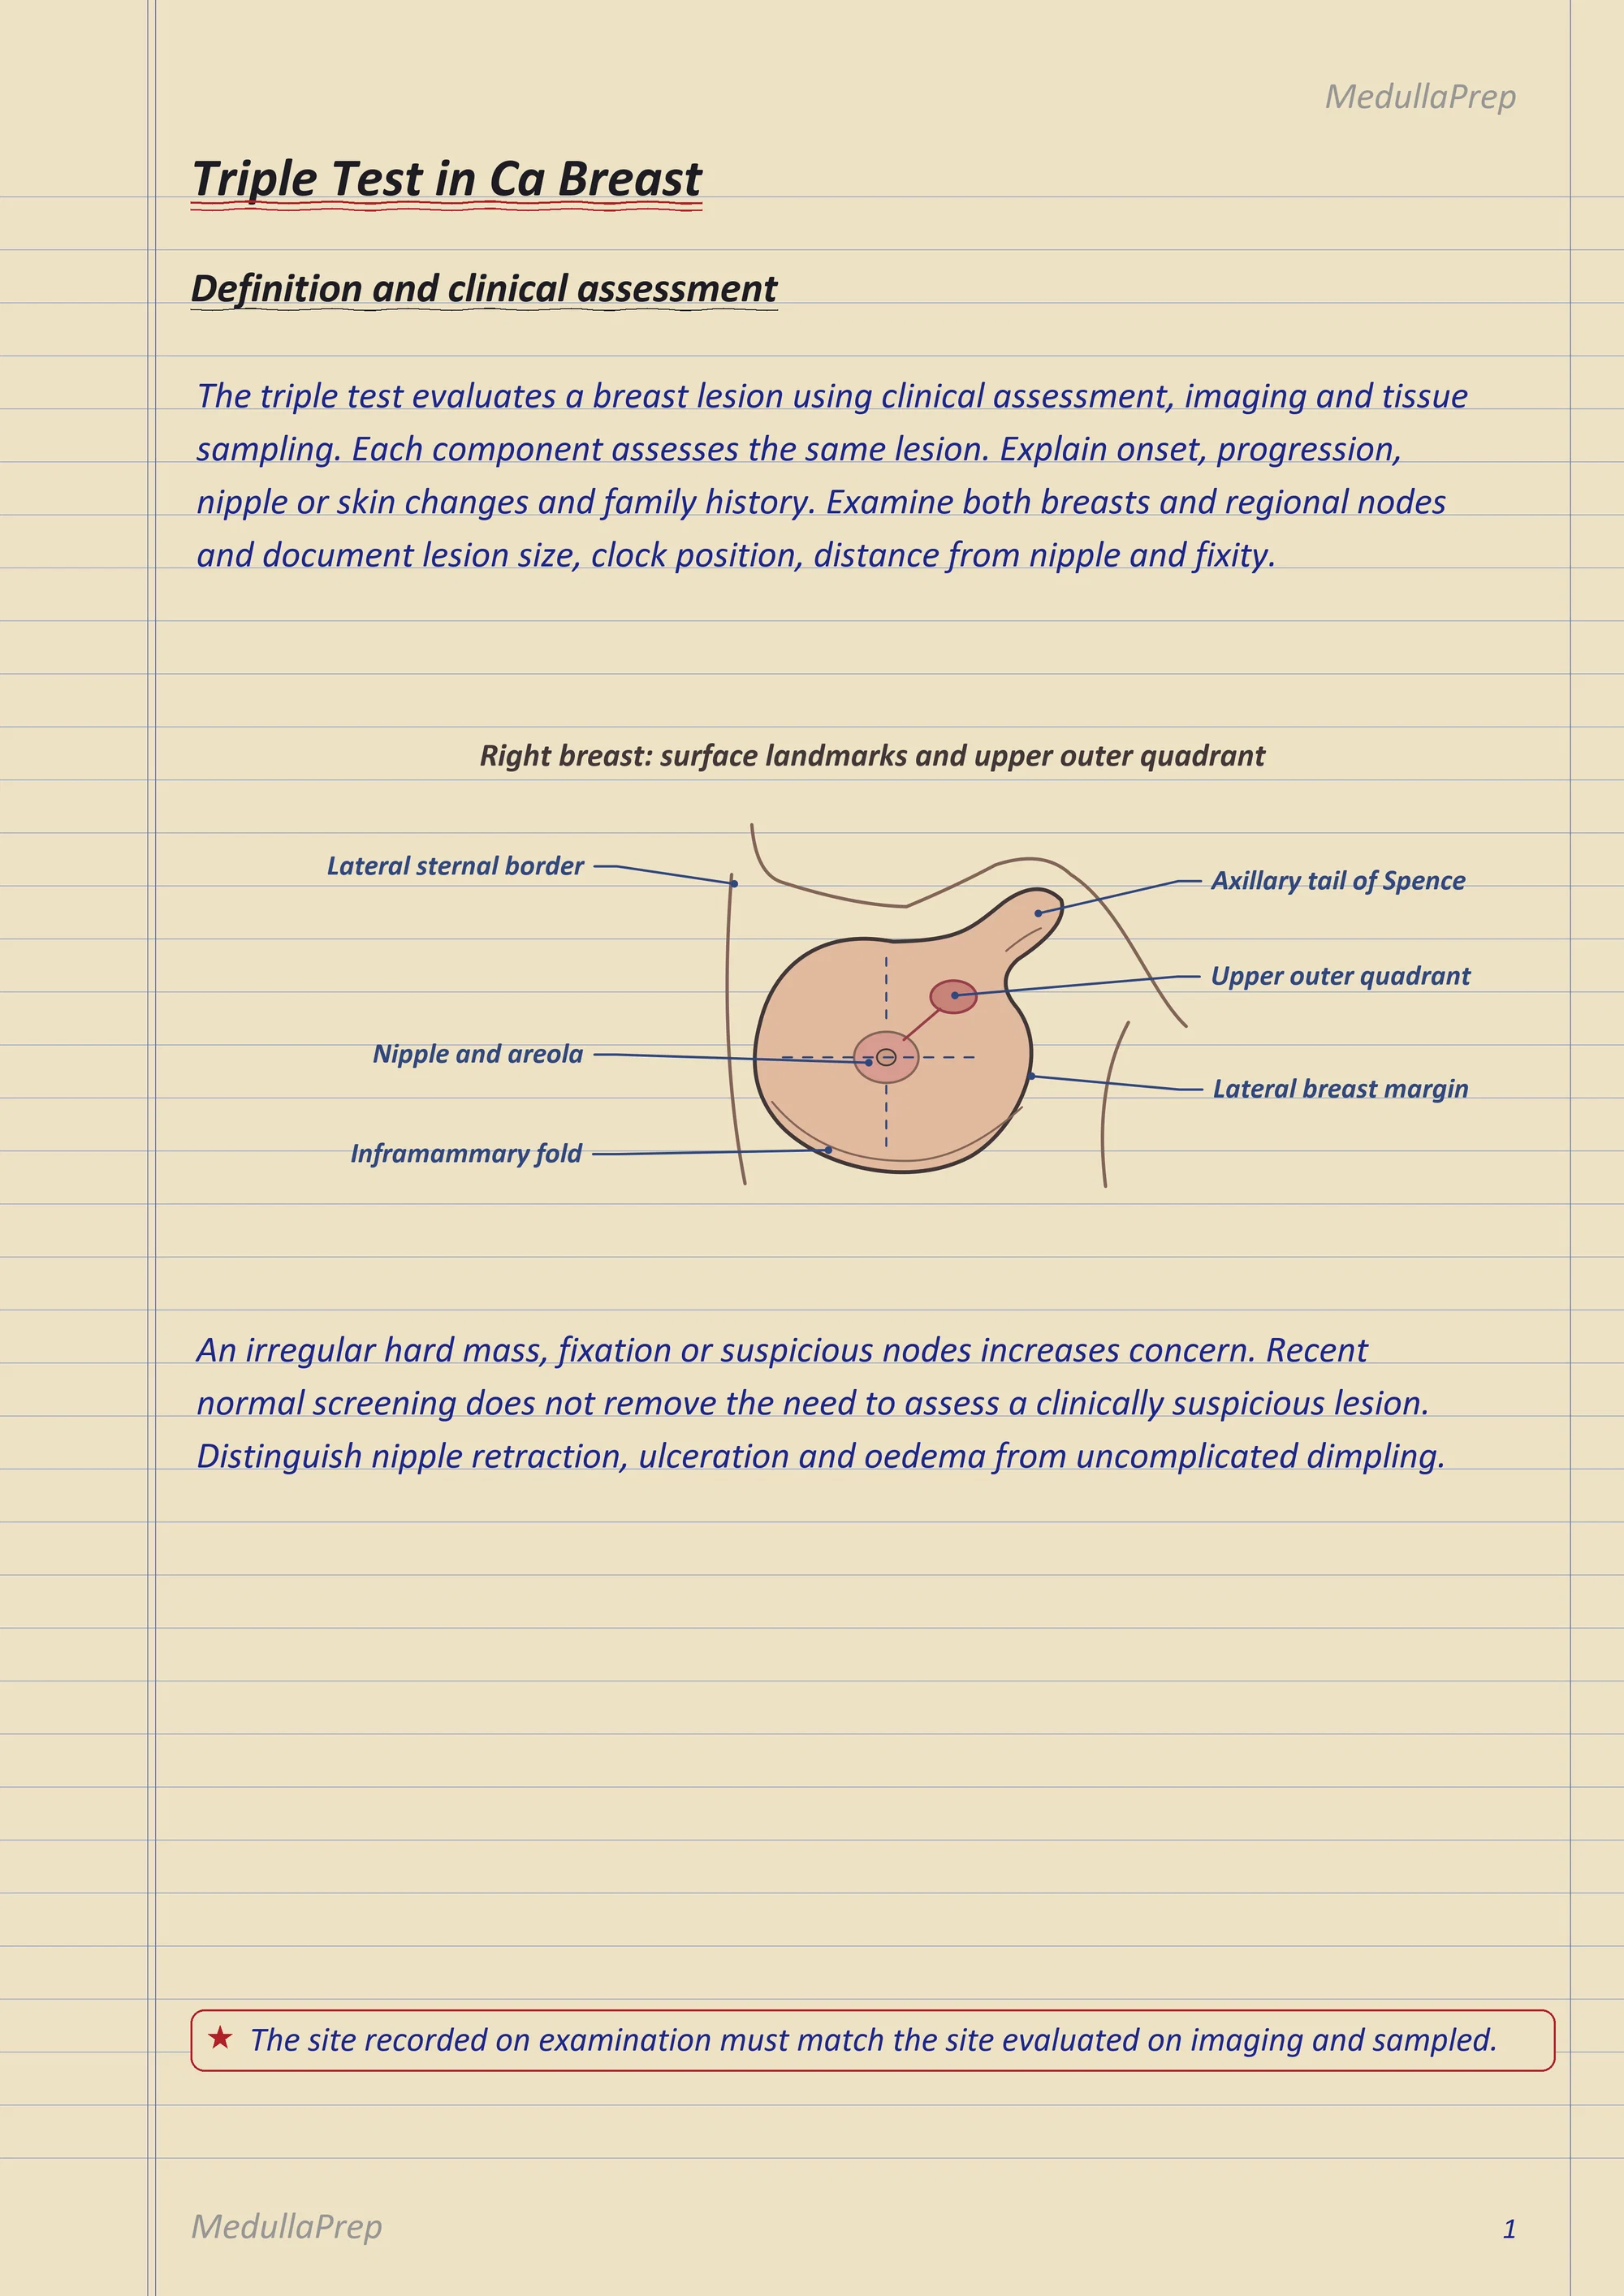 MedullaPrep
Triple Test in Ca Breast
Definition and clinical assessment
The triple test evaluates a breast lesion using clinical assessment, imaging and tissue
sampling. Each component assesses the same lesion. Explain onset, progression,
nipple or skin changes and family history. Examine both breasts and regional nodes
and document lesion size, clock position, distance from nipple and fixity.
Right breast: surface landmarks and upper outer quadrant
Lateral sternal border
Axillary tail of Spence
Upper outer quadrant
Nipple and areola
Lateral breast margin
Inframammary fold
An irregular hard mass, fixation or suspicious nodes increases concern. Recent
normal screening does not remove the need to assess a clinically suspicious lesion.
Distinguish nipple retraction, ulceration and oedema from uncomplicated dimpling.
★ The site recorded on examination must match the site evaluated on imaging and sampled.
MedullaPrep
1